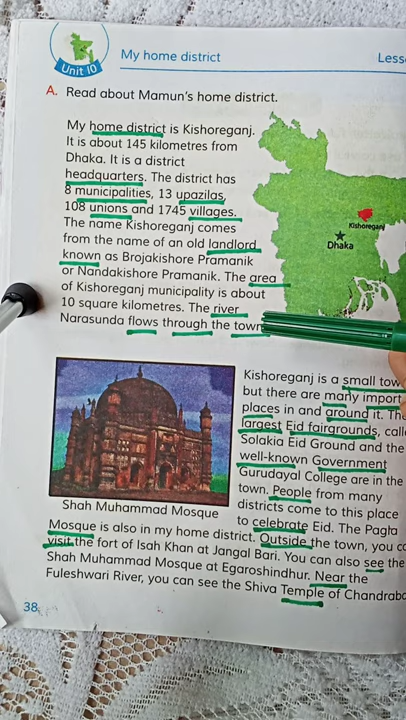 Unit 10
My home district
A. Read about Mamun's home district.
My home district is Kishoreganj.
It is about 145 kilometres from
Dhaka. It is a district
headquarters. The district has
8 municipalities, 13 upazilas,
108 unions and 1745 villages.
The name Kishoreganj comes
from the name of an old landlord
known as Brojakishore Pramanik
or Nandakishore Pramanik. The area
of Kishoreganj municipality is about
10 square kilometres. The river
Narasunda flows through the town
Kishoreganj
Dhaka
Kishoreganj is a small
but there are many
places in and around it.
largest Eid fairgrounds,
Solakia Eid Ground and the
well-known Government
Gurudayal College are in the
town. People from many
districts come to this place
to celebrate Eid. The Pagla
Shah Muhammad Mosque
Mosque is also in my home district. Outside the town, you
visit the fort of Isah Khan at Jangal Bari. You can also see the
Shah Muhammad Mosque at Egaroshindhur. Near the
Fuleshwari River, you can see the Shiva Temple of
38